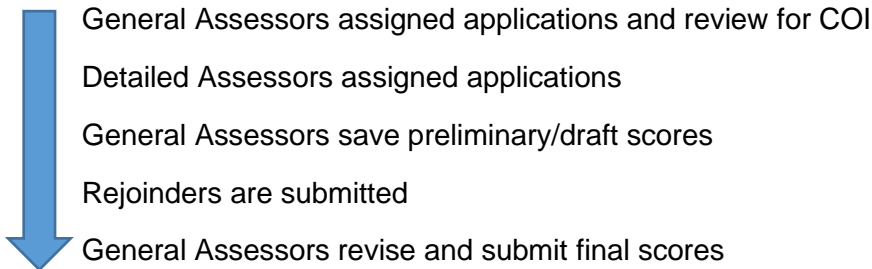 General Assessors assigned applications and review for COI
Detailed Assessors assigned applications
General Assessors save preliminary/draft scores
Rejoinders are submitted
General Assessors revise and submit final scores